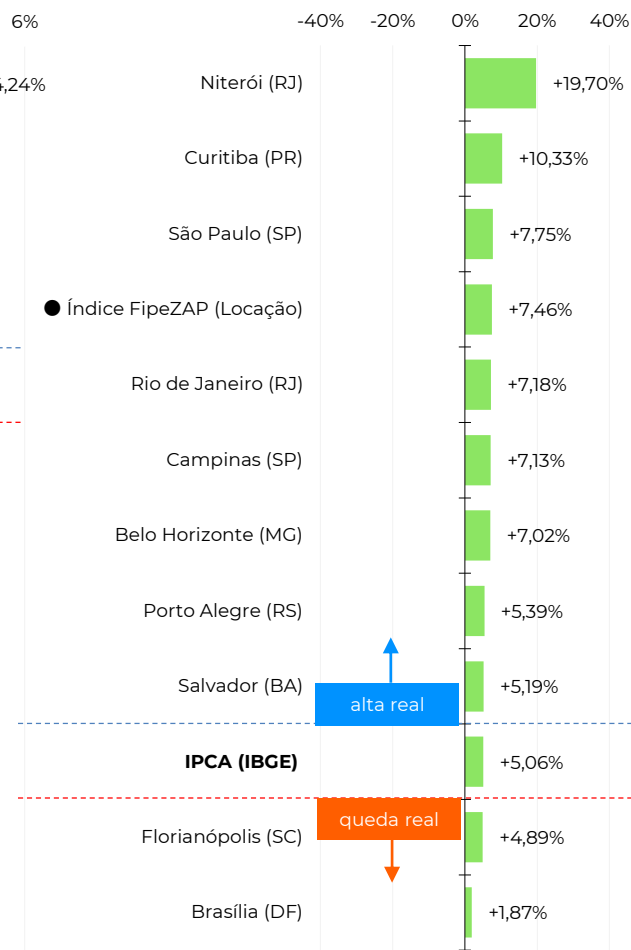 6% -40% -20% 0% 20% 40%
4,24% Niterói (RJ) +19,70%
Curitiba (PR) +10,33%
São Paulo (SP) +7,75%
Índice FipeZAP (Locação) +7,46%
Rio de Janeiro (RJ) +7,18%
Campinas (SP) +7,13%
Belo Horizonte (MG) +7,02%
Porto Alegre (RS) +5,39%
Salvador (BA) +5,19%
alta real
IPCA (IBGE) +5,06%
queda real
Florianópolis (SC) +4,89%
Brasília (DF) +1,87%